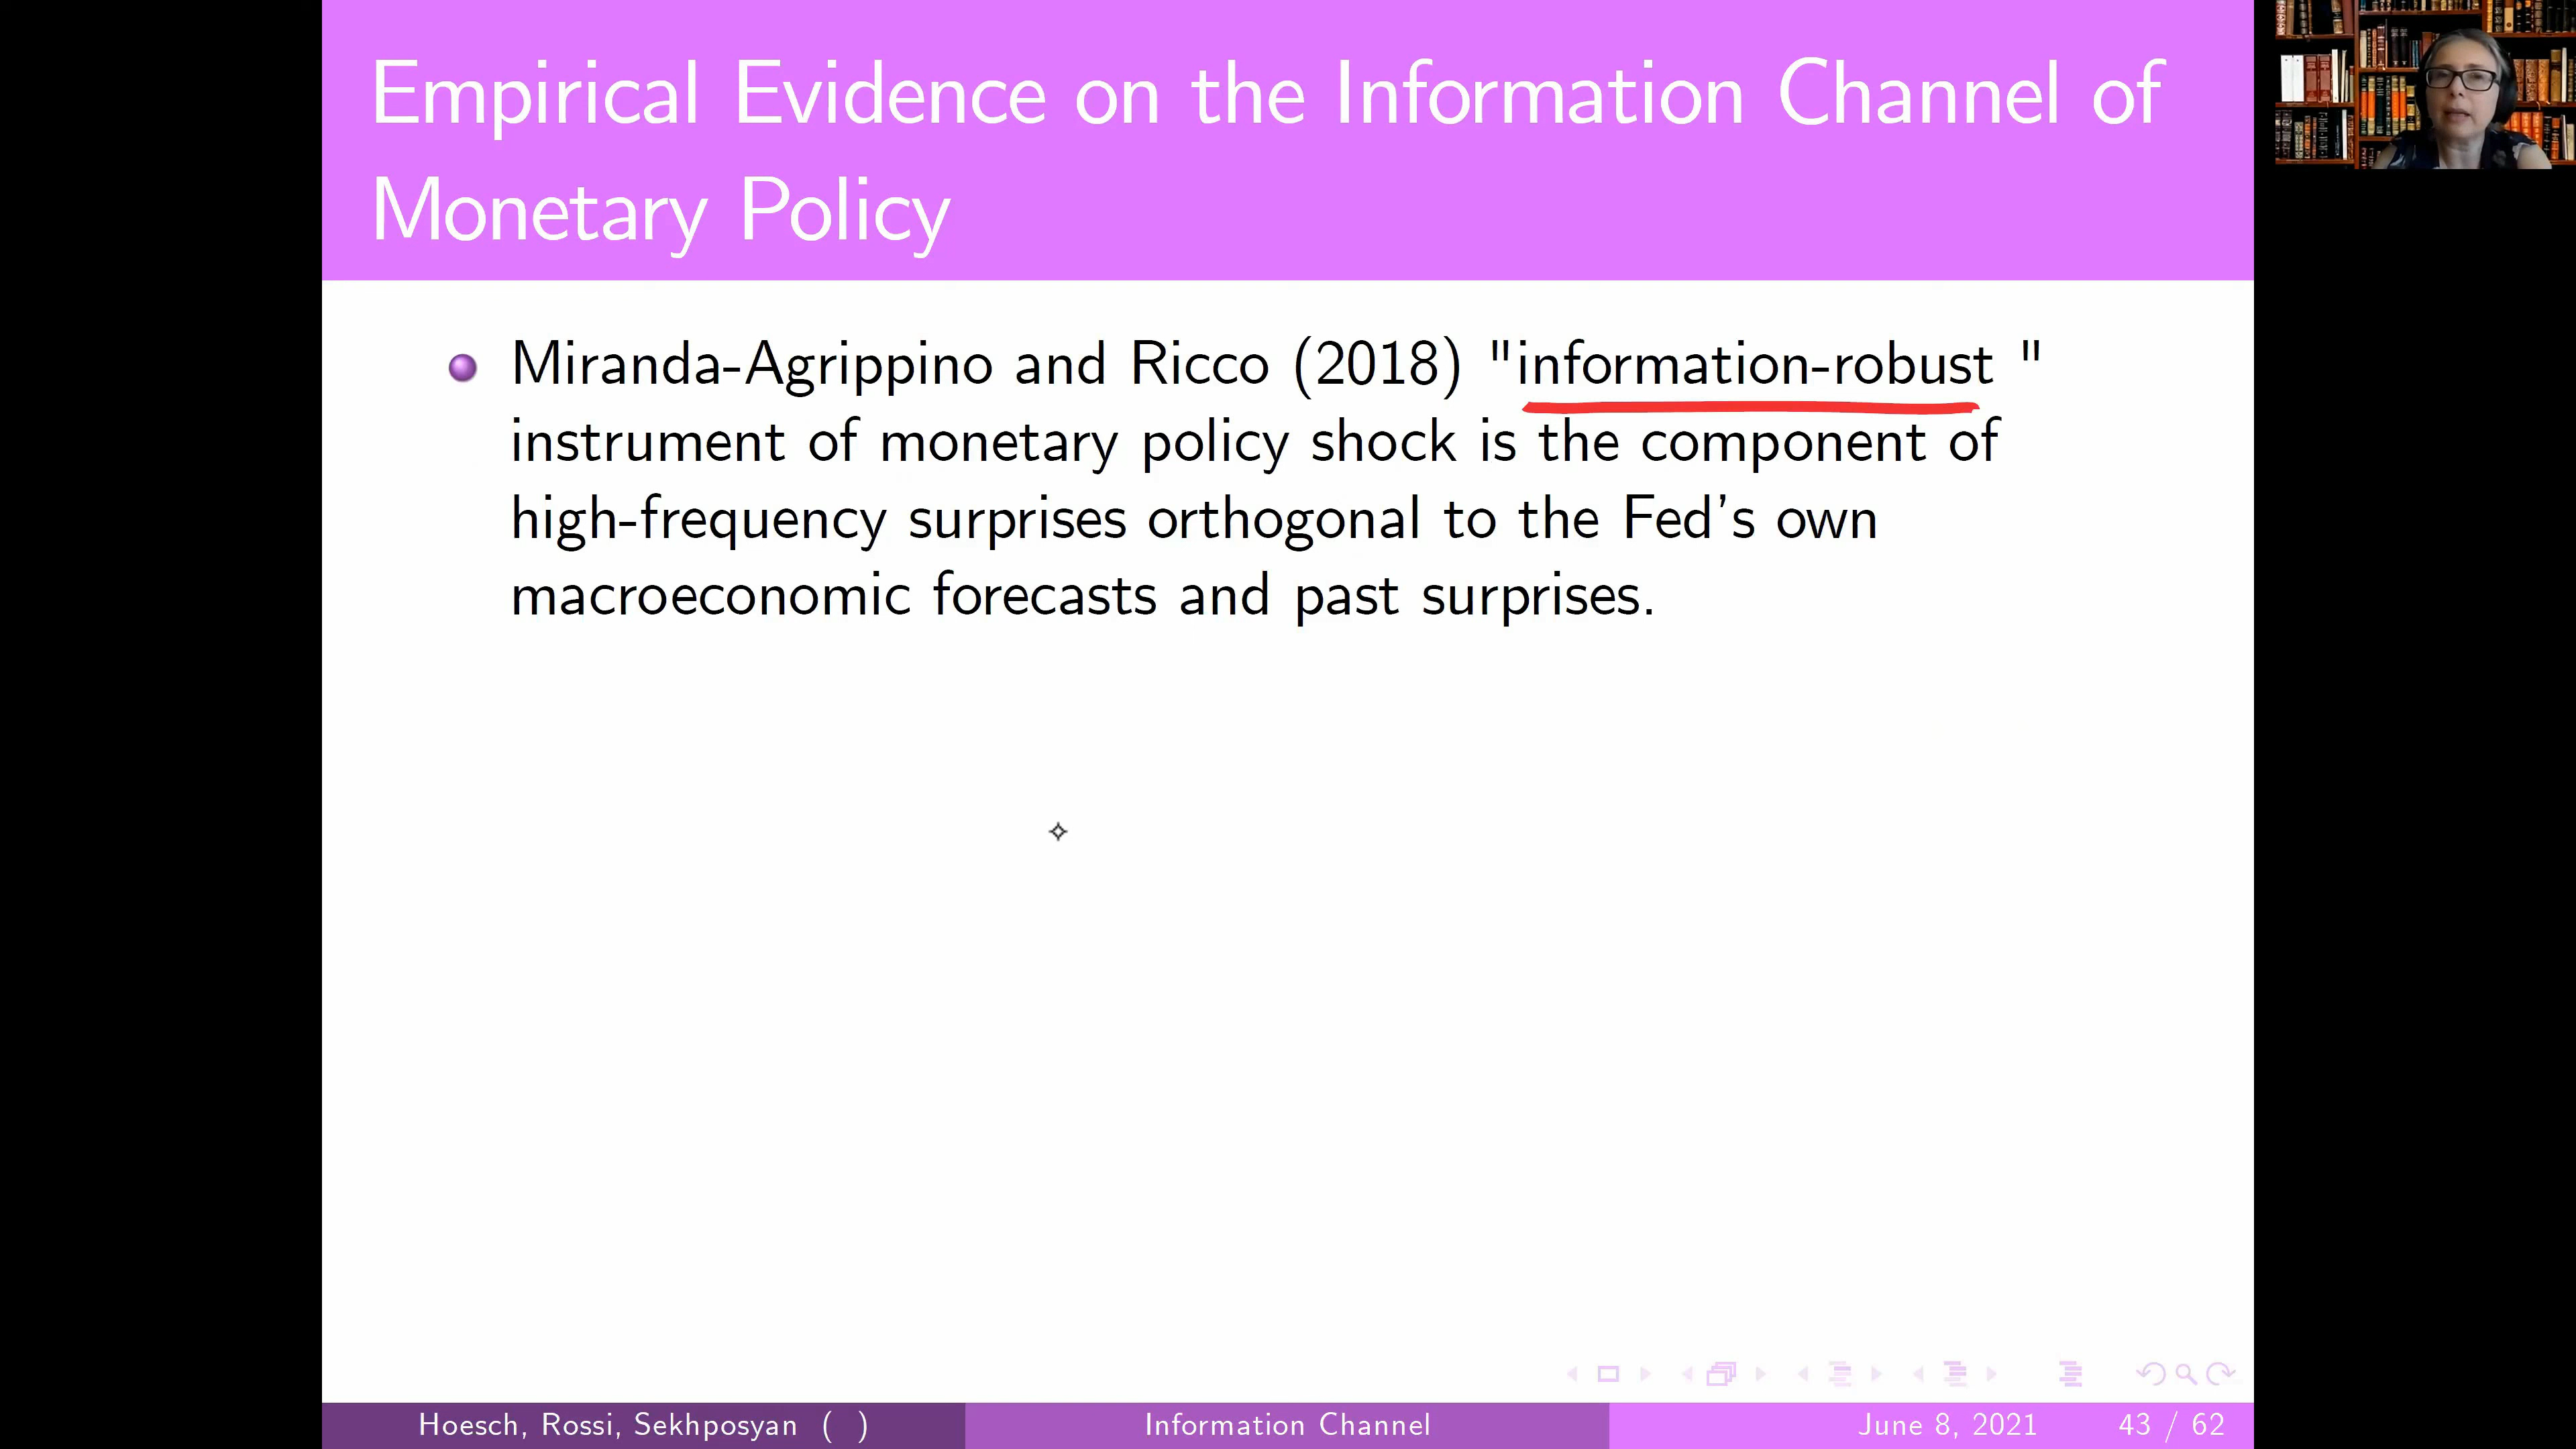 Empirical Evidence on the Information Channel of
Monetary Policy
Miranda-Agrippino and Ricco (2018) "information-robust "
instrument of monetary policy shock is the component of
high-frequency surprises orthogonal to the Fed's own
macroeconomic forecasts and past surprises.
Hoesch, Rossi, Sekhposyan ( )
Information Channel
June 8, 2021
43 / 62